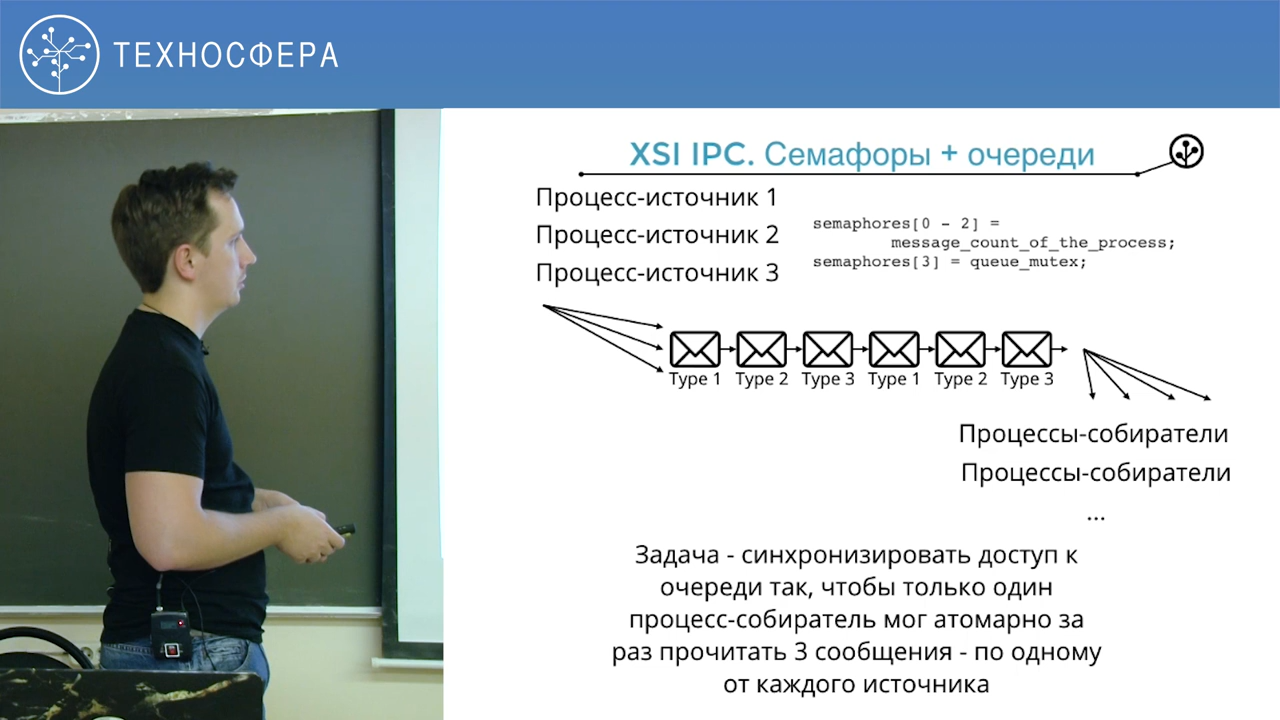 ТЕХНОСФЕРА
XSI IPC. Семафоры + очереди
Процесс-источник 1
Процесс-источник 2
Процесс-источник 3
semaphores[0 - 2] =
message_count_of_the_process;
semaphores[3] = queue_mutex;
Type 1 Type 2 Type 3 Type 1 Type 2 Type 3
Процессы-собиратели
Процессы-собиратели
...
Задача - синхронизировать доступ к
очереди так, чтобы только один
процесс-собиратель мог атомарно за
раз прочитать 3 сообщения - по одному
от каждого источника